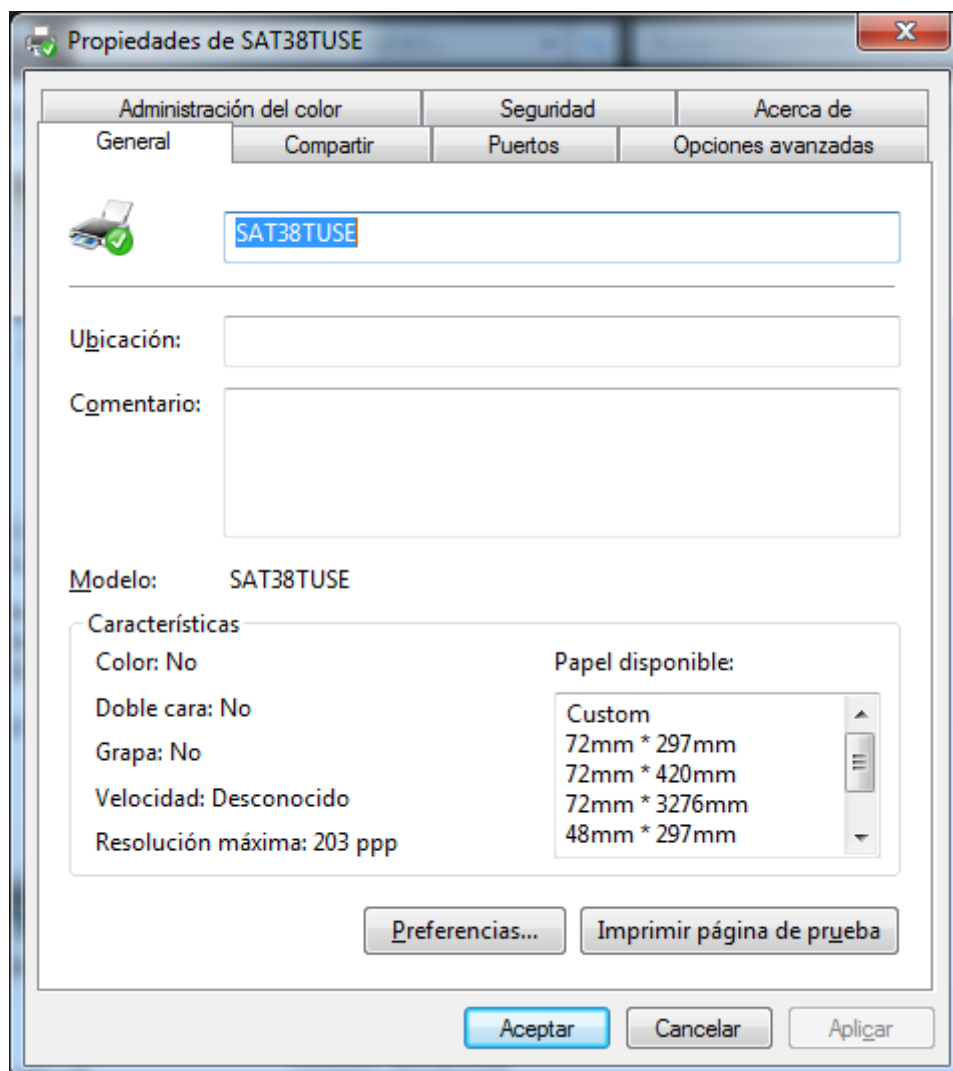 Propiedades de SAT38TUSE
Administración del color Seguridad Acerca de
General Compartir Puertos Opciones avanzadas
SAT38TUSE
Ubicación:
Comentario:
Modelo: SAT38TUSE
Características
Color: No
Doble cara: No
Grapa: No
Velocidad: Desconocido
Resolución máxima: 203 ppp
Papel disponible:
Custom
72mm * 297mm
72mm * 420mm
72mm * 3276mm
48mm * 297mm
Preferencias... Imprimir página de prueba
Aceptar Cancelar Aplicar